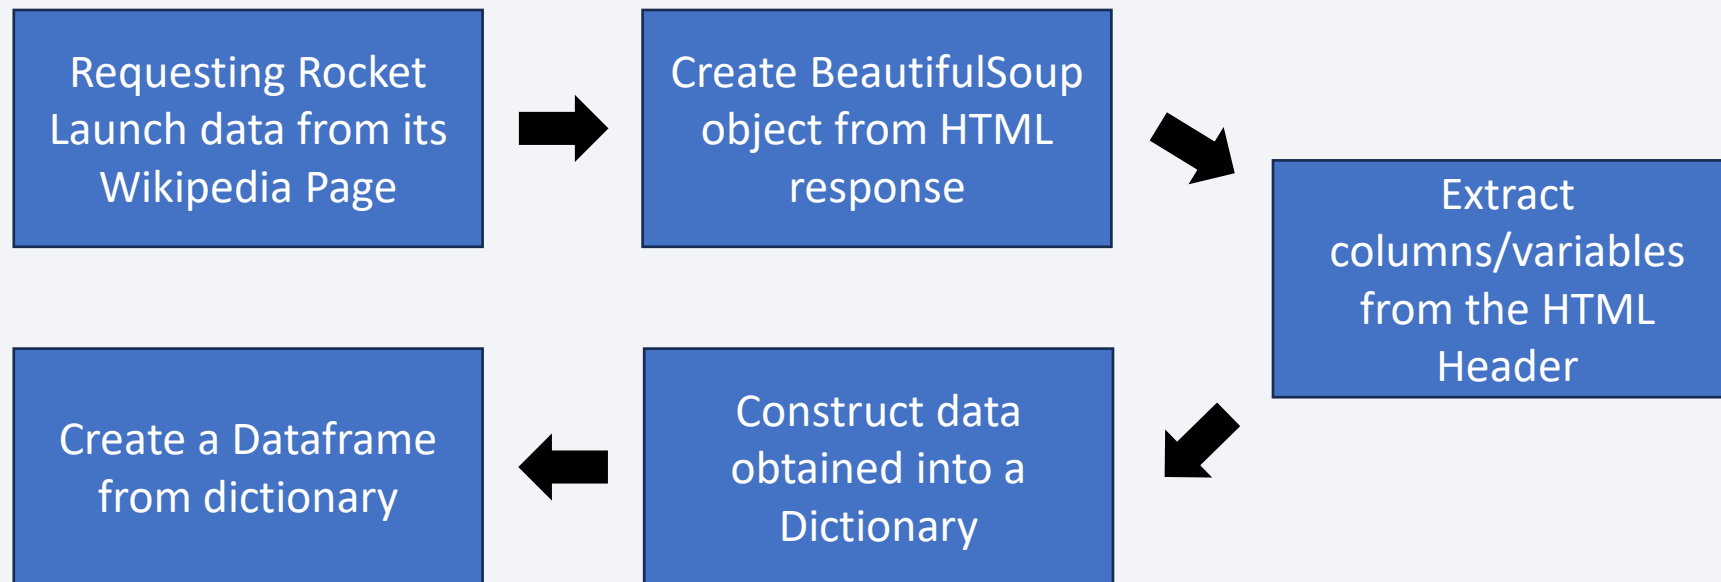 Requesting Rocket
Launch data from its
Wikipedia Page
Create BeautifulSoup
object from HTML
response
Extract
columns/variables
from the HTML
Header
Construct data
obtained into a
Dictionary
Create a Dataframe
from dictionary